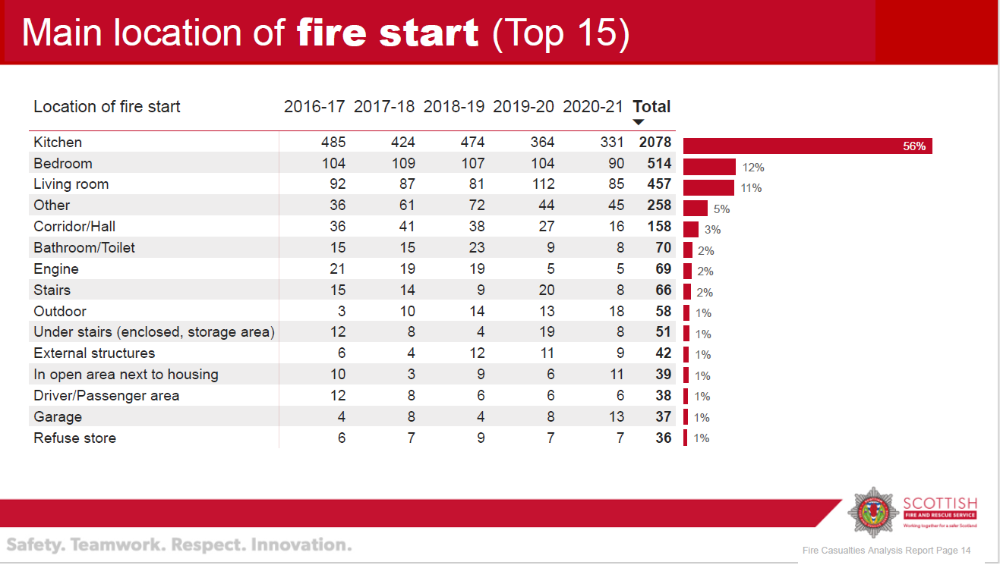 Main location of fire start (Top 15)
Location of fire start 2016-17 2017-18 2018-19 2019-20 2020-21 Total
Kitchen 485 424 474 364 331 2078 56%
Bedroom 104 109 107 104 90 514 12%
Living room 92 87 81 112 85 457 11%
Other 36 61 72 44 45 258 5%
Corridor/Hall 36 41 38 27 16 158 3%
Bathroom/Toilet 15 15 23 9 8 70 2%
Engine 21 19 19 5 5 69 2%
Stairs 15 14 9 20 8 66 2%
Outdoor 3 10 14 13 18 58 1%
Under stairs (enclosed, storage area) 12 8 4 19 8 51 1%
External structures 6 4 12 11 9 42 1%
In open area next to housing 10 3 9 6 11 39 1%
Driver/Passenger area 12 8 6 6 6 38 1%
Garage 4 8 4 8 13 37 1%
Refuse store 6 7 9 7 7 36 1%
SCOTTISH
FIRE AND RESCUE SERVICE
Working together for a safer Scotland
Safety. Teamwork. Respect. Innovation.
Fire Casualties Analysis Report Page 14